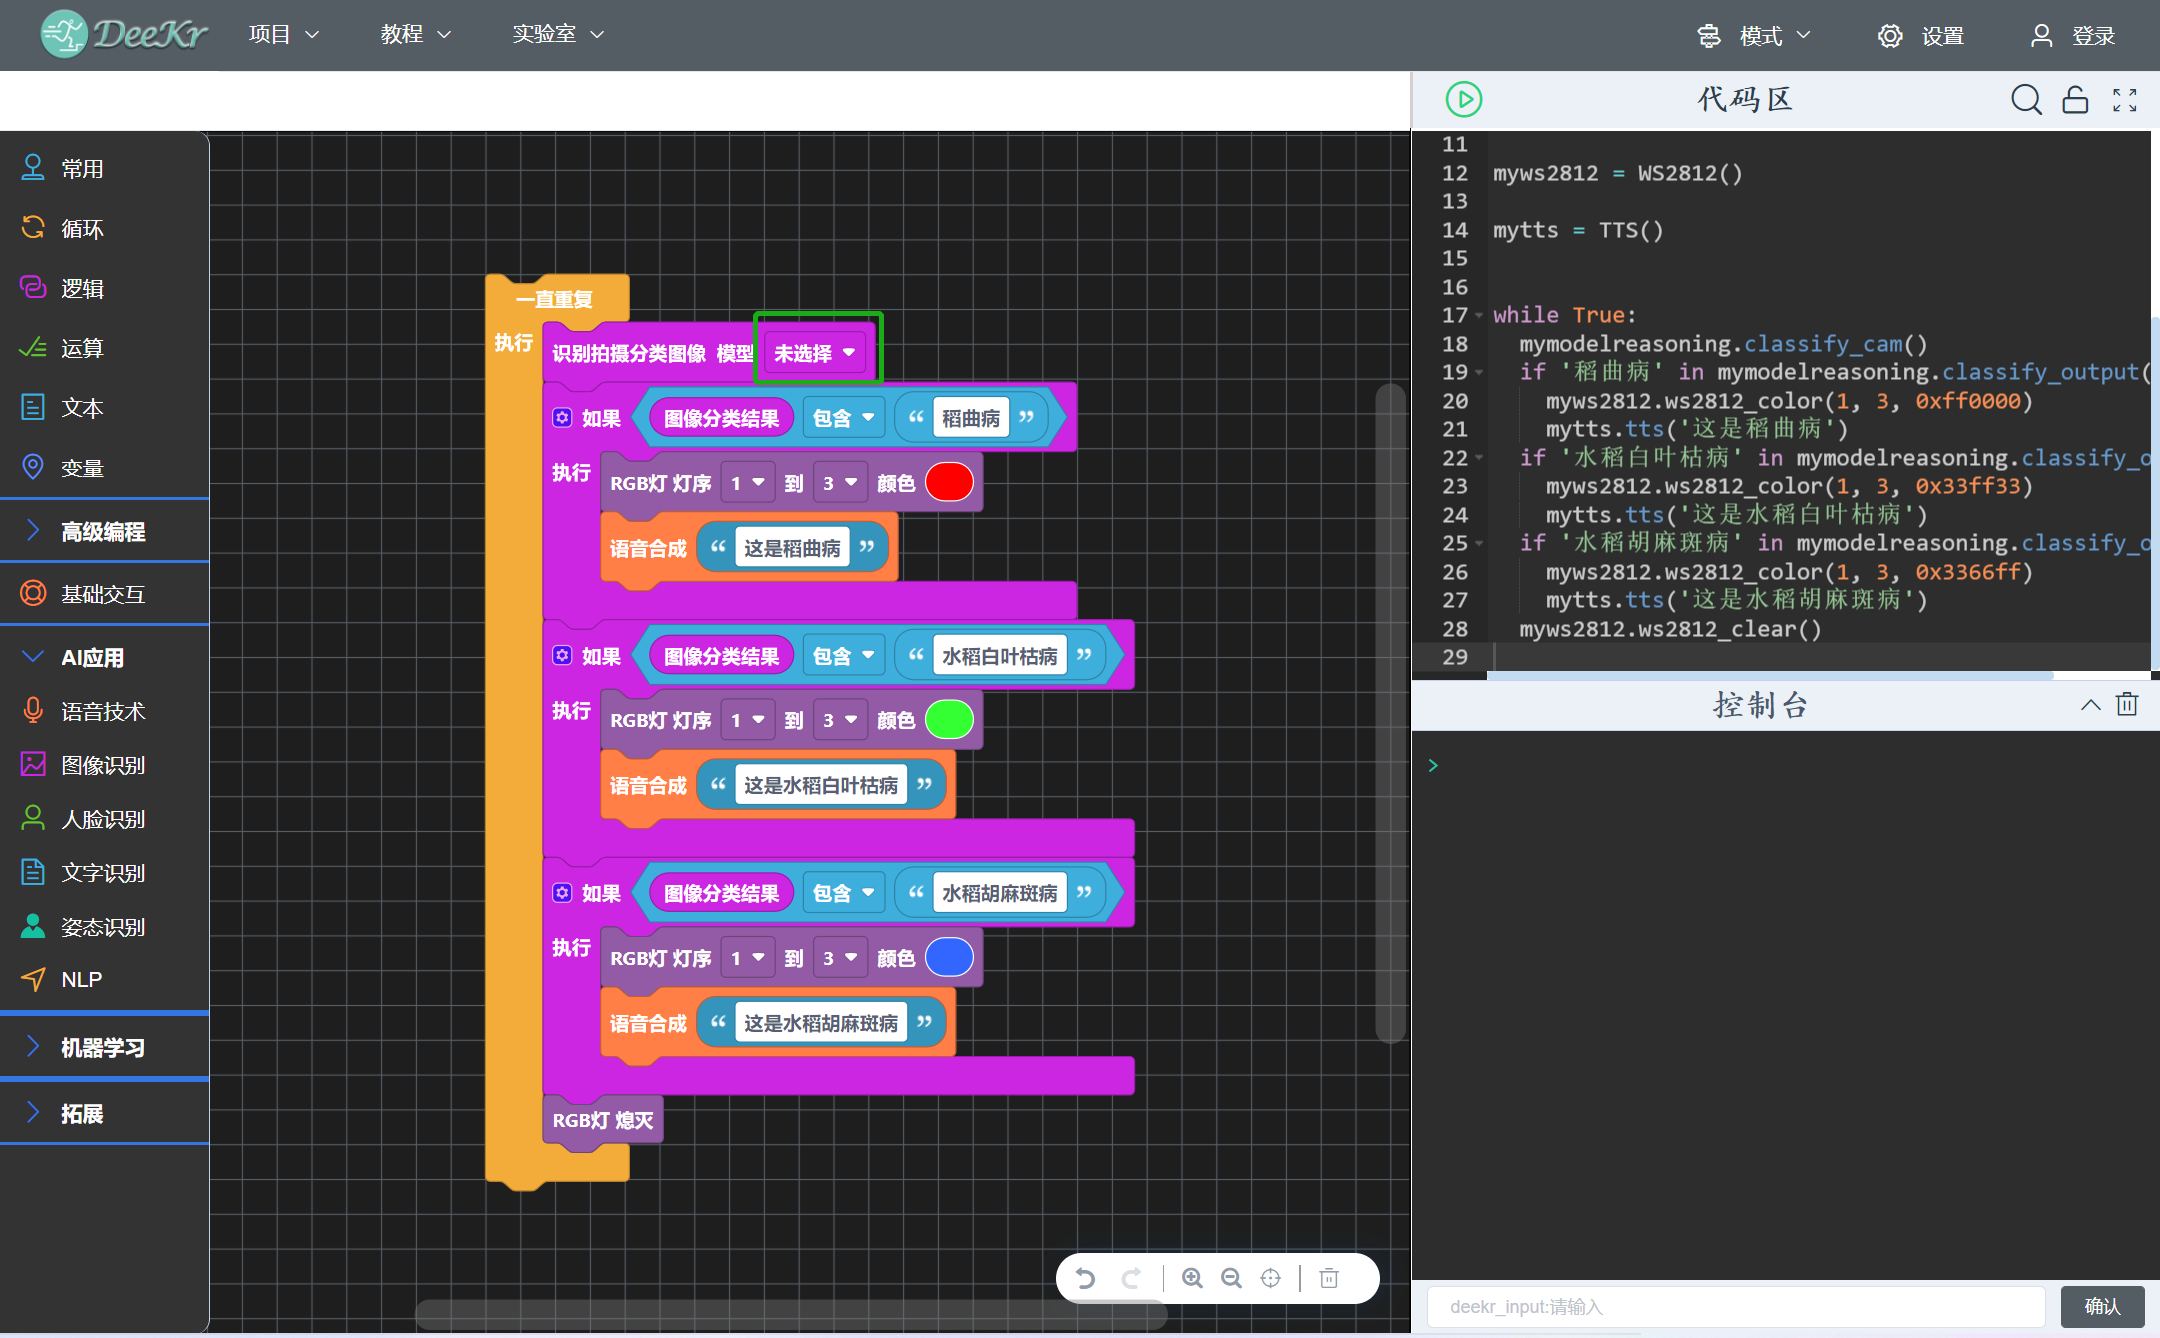 DeeKr 项目 教程 实验室 模式 设置 登录
常用
循环
逻辑
运算
文本
变量
高级编程
基础交互
AI应用
语音技术
图像识别
人脸识别
文字识别
姿态识别
NLP
机器学习
拓展
一直重复
执行 识别拍摄分类图像 模型 未选择
如果 图像分类结果 包含 “ 稻曲病 ”
执行 RGB灯 灯序 1 到 3 颜色
语音合成 “ 这是稻曲病 ”
如果 图像分类结果 包含 “ 水稻白叶枯病 ”
执行 RGB灯 灯序 1 到 3 颜色
语音合成 “ 这是水稻白叶枯病 ”
如果 图像分类结果 包含 “ 水稻胡麻斑病 ”
执行 RGB灯 灯序 1 到 3 颜色
语音合成 “ 这是水稻胡麻斑病 ”
RGB灯 熄灭
代码区
11
12 myws2812 = WS2812()
13
14 mytts = TTS()
15
16
17 while True:
18 mymodelreasoning.classify_cam()
19 if '稻曲病' in mymodelreasoning.classify_output(
20 myws2812.ws2812_color(1, 3, 0xff0000)
21 mytts.tts('这是稻曲病')
22 if '水稻白叶枯病' in mymodelreasoning.classify_o
23 myws2812.ws2812_color(1, 3, 0x33ff33)
24 mytts.tts('这是水稻白叶枯病')
25 if '水稻胡麻斑病' in mymodelreasoning.classify_o
26 myws2812.ws2812_color(1, 3, 0x3366ff)
27 mytts.tts('这是水稻胡麻斑病')
28 myws2812.ws2812_clear()
29
控制台
>
deekr_input:请输入 确认